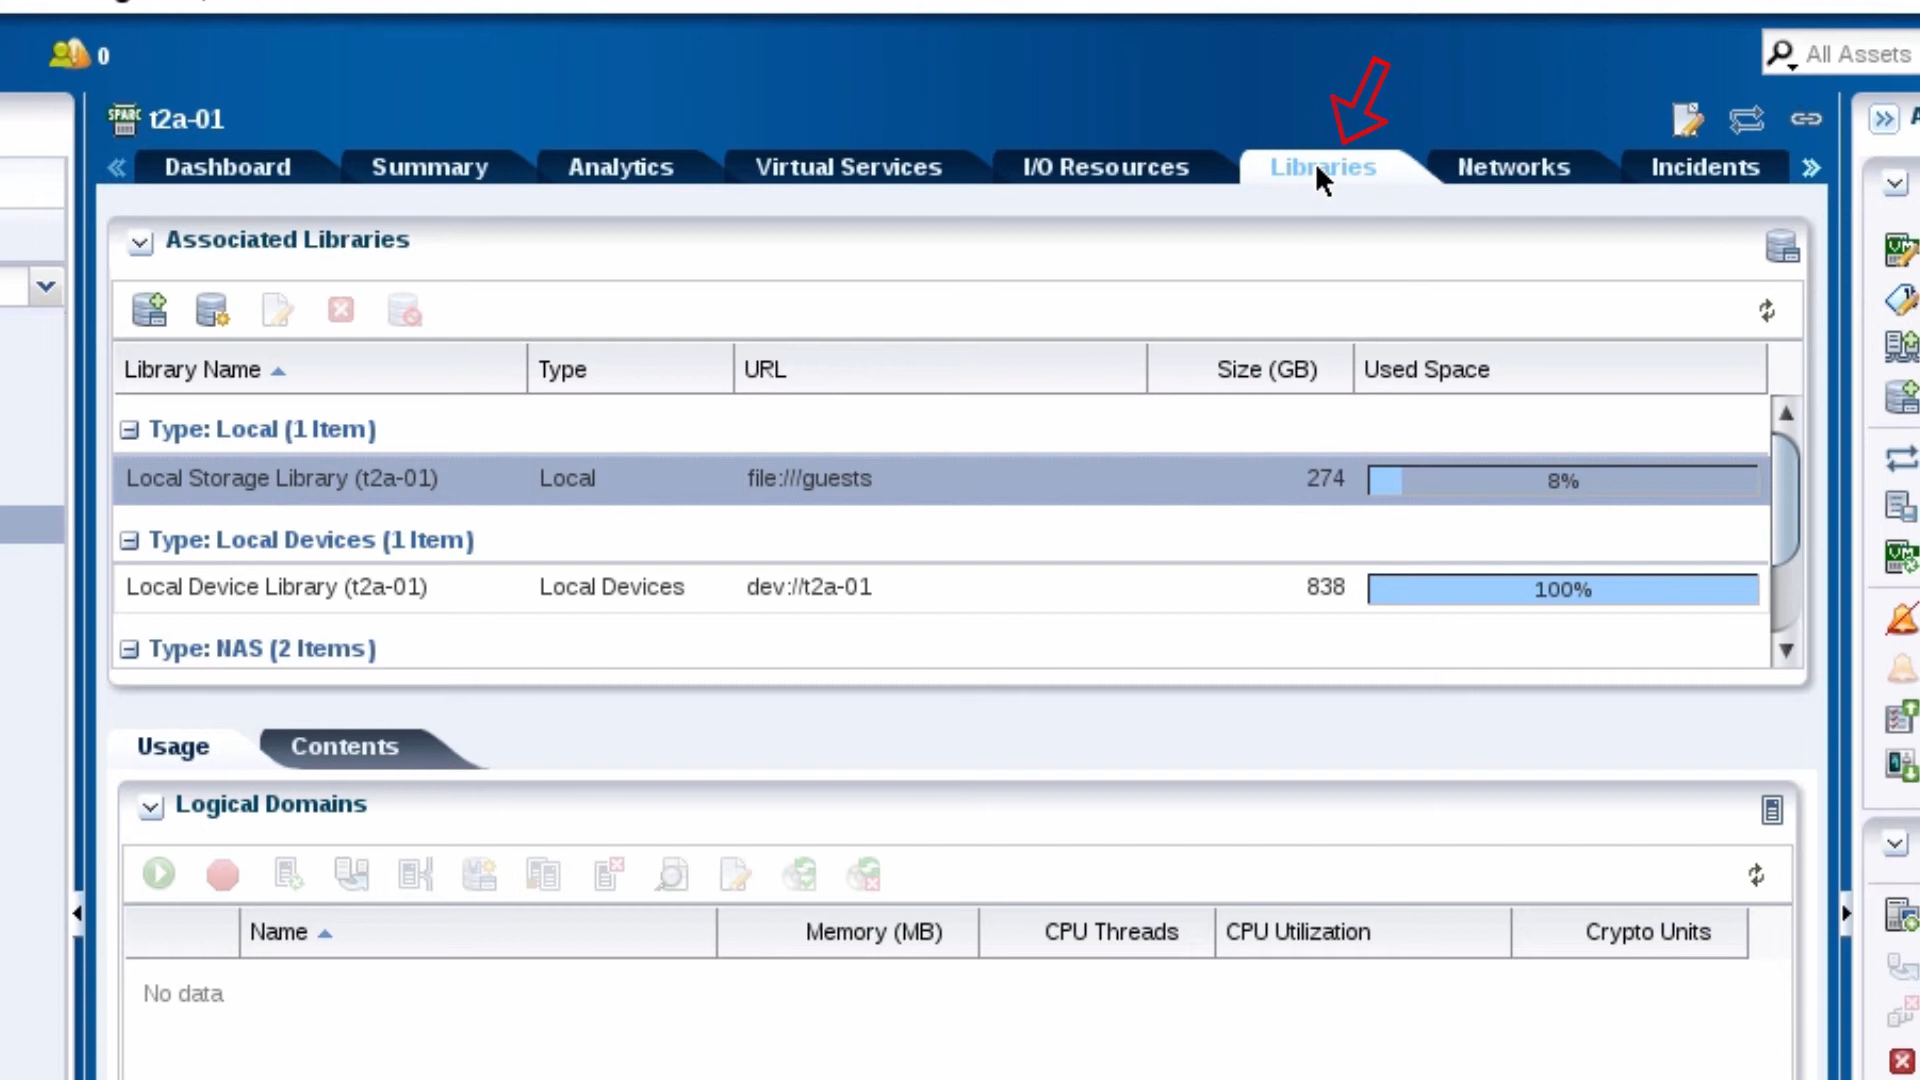 0
All Assets
SPARC t2a-01
Dashboard Summary Analytics Virtual Services I/O Resources Libraries Networks Incidents
Associated Libraries
Library Name Type URL Size (GB) Used Space
Type: Local (1 Item)
Local Storage Library (t2a-01) Local file:///guests 274 8%
Type: Local Devices (1 Item)
Local Device Library (t2a-01) Local Devices dev://t2a-01 838 100%
Type: NAS (2 Items)
Usage Contents
Logical Domains
Name Memory (MB) CPU Threads CPU Utilization Crypto Units
No data